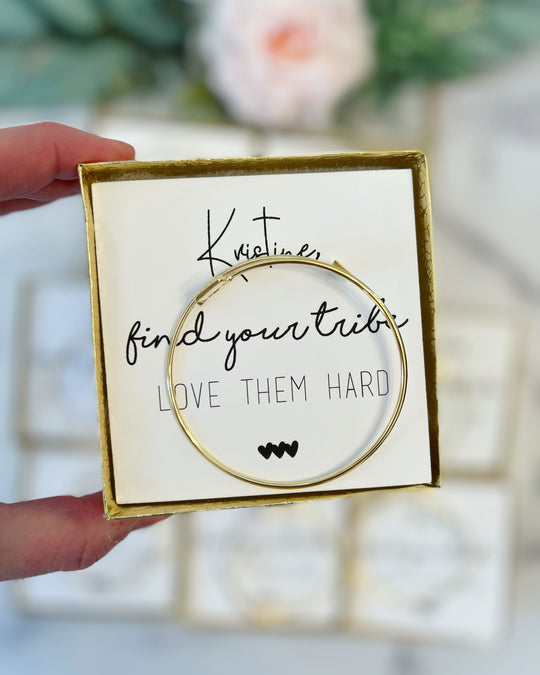 Kristine,
find your tribe
LOVE THEM HARD